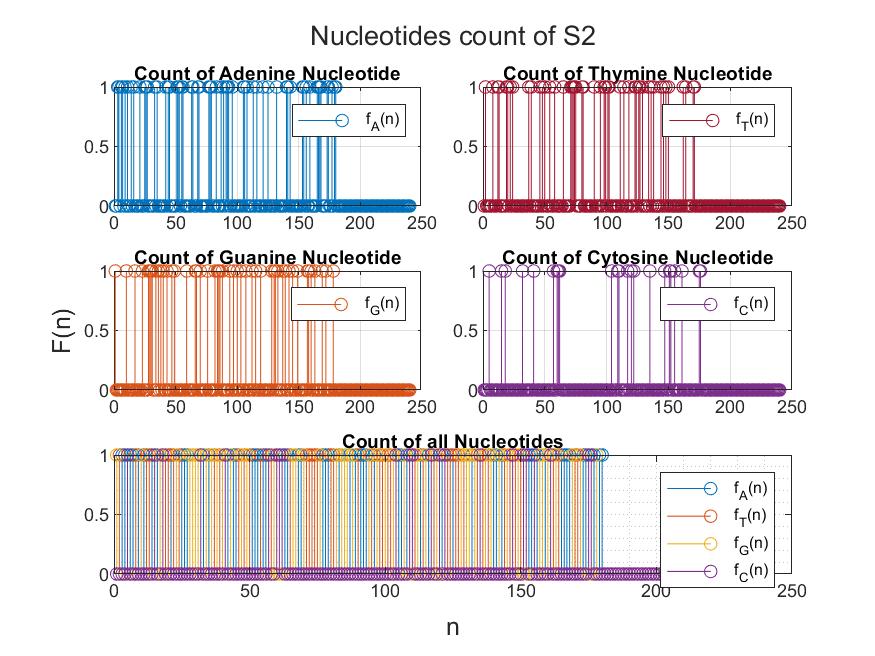 Nucleotides count of S2
Count of Adenine Nucleotide
1
0.5
0
0 50 100 150 200 250
f_A(n)
Count of Thymine Nucleotide
1
0.5
0
0 50 100 150 200 250
f_T(n)
Count of Guanine Nucleotide
1
0.5
0
0 50 100 150 200 250
f_G(n)
Count of Cytosine Nucleotide
1
0.5
0
0 50 100 150 200 250
f_C(n)
F(n)
Count of all Nucleotides
1
0.5
0
0 50 100 150 200 250
f_A(n)
f_T(n)
f_G(n)
f_C(n)
n